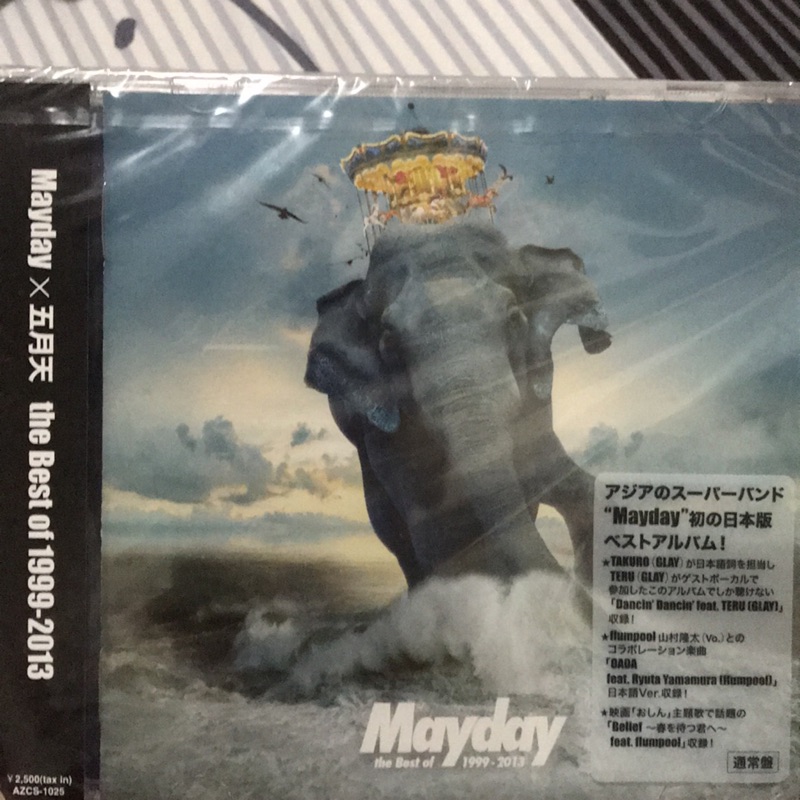 Mayday × 五月天 the Best of 1999-2013
¥2,500(tax in)
AZCS-1025
アジアのスーパーバンド
“Mayday”初の日本版
ベストアルバム!
★TAKURO(GLAY)が日本語詞を担当し
TERU(GLAY)がゲストボーカルで
参加したこのアルバムでしか聴けない
「Dancin' Dancin' feat. TERU (GLAY)」
収録!
★flumpool 山村隆太(Vo.)との
コラボレーション楽曲
「OAOA
feat. Ryuta Yamamura (flumpool)」
日本語Ver.収録!
★映画「おしん」主題歌で話題の
「Belief ～春を待つ君へ～
feat. flumpool」収録!
通常盤
Mayday
the Best of 1999-2013